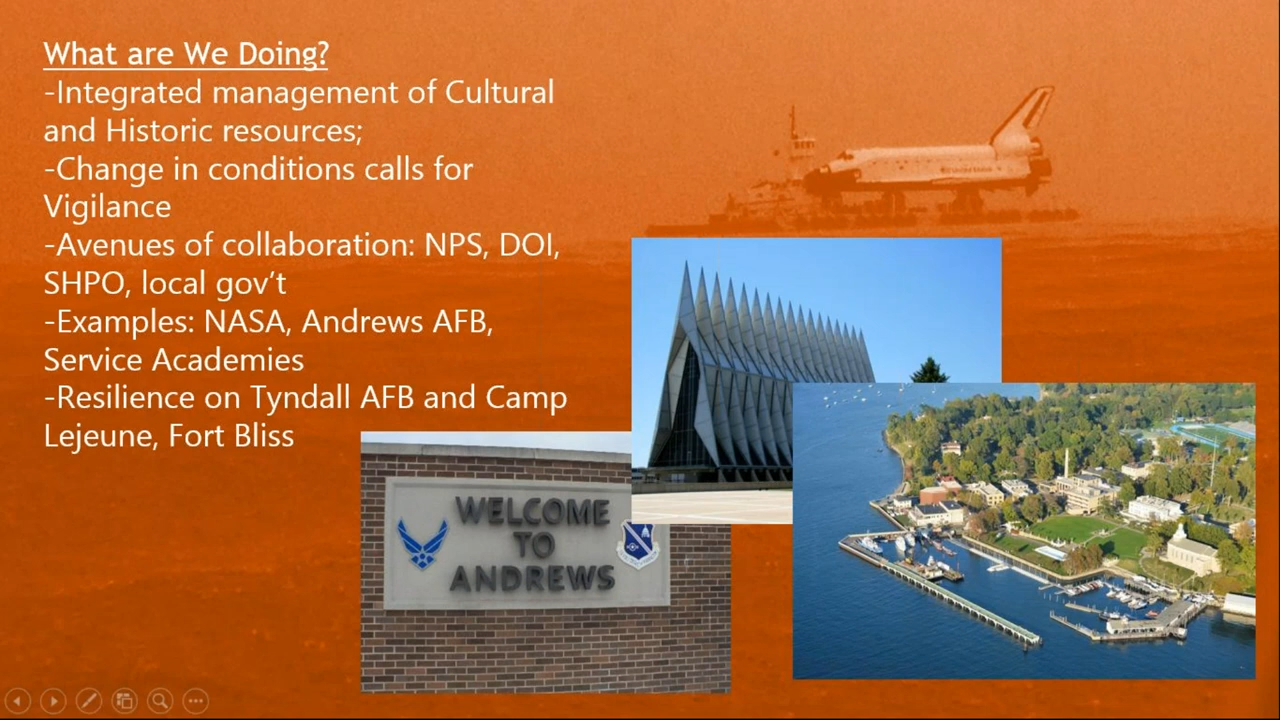 What are We Doing?
-Integrated management of Cultural
and Historic resources;
-Change in conditions calls for
Vigilance
-Avenues of collaboration: NPS, DOI,
SHPO, local gov’t
-Examples: NASA, Andrews AFB,
Service Academies
-Resilience on Tyndall AFB and Camp
Lejeune, Fort Bliss
WELCOME
TO
ANDREWS